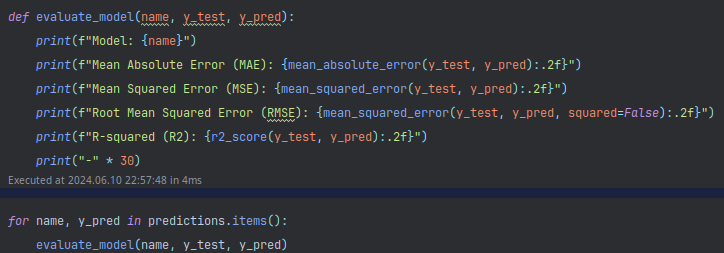 def evaluate_model(name, y_test, y_pred):
    print(f"Model: {name}")
    print(f"Mean Absolute Error (MAE): {mean_absolute_error(y_test, y_pred):.2f}")
    print(f"Mean Squared Error (MSE): {mean_squared_error(y_test, y_pred):.2f}")
    print(f"Root Mean Squared Error (RMSE): {mean_squared_error(y_test, y_pred, squared=False):.2f}")
    print(f"R-squared (R2): {r2_score(y_test, y_pred):.2f}")
    print("-" * 30)
Executed at 2024.06.10 22:57:48 in 4ms
for name, y_pred in predictions.items():
    evaluate_model(name, y_test, y_pred)